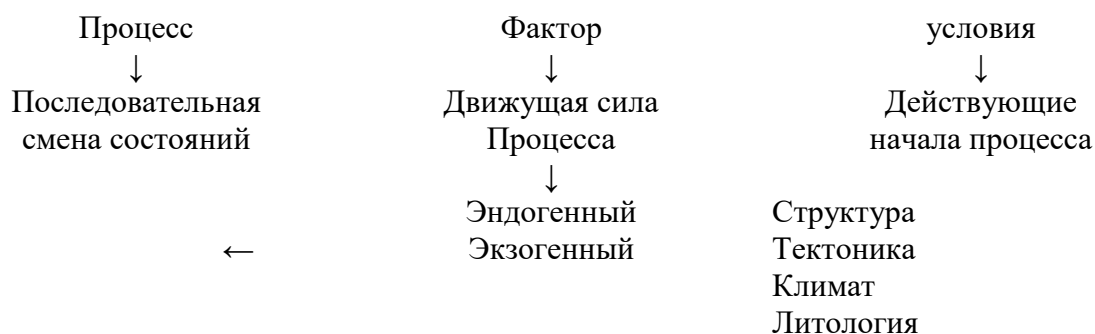 Процесс Фактор условия
↓ ↓ ↓
Последовательная Движущая сила Действующие
смена состояний Процесса начала процесса
↓
Эндогенный Структура
← Экзогенный Тектоника
Климат
Литология